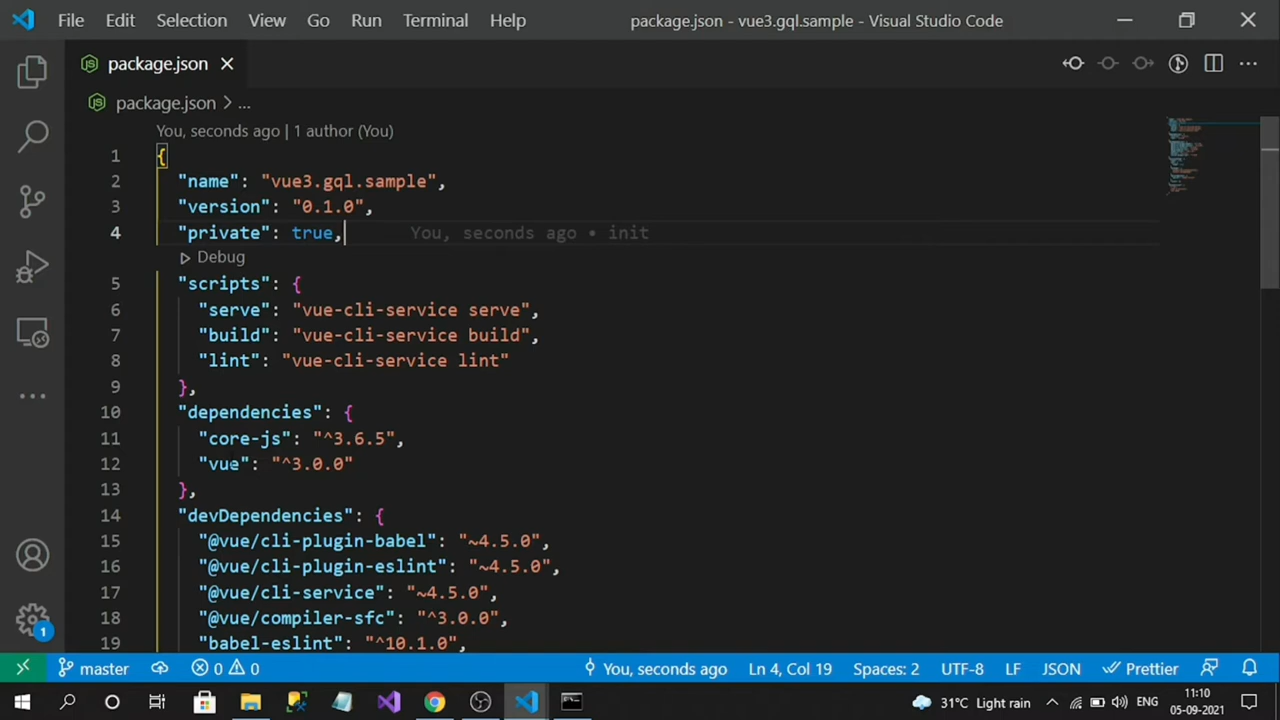 File Edit Selection View Go Run Terminal Help package.json - vue3.gql.sample - Visual Studio Code
package.json
package.json > ...
You, seconds ago | 1 author (You)
1 {
2 "name": "vue3.gql.sample",
3 "version": "0.1.0",
4 "private": true, You, seconds ago • init
Debug
5 "scripts": {
6 "serve": "vue-cli-service serve",
7 "build": "vue-cli-service build",
8 "lint": "vue-cli-service lint"
9 },
10 "dependencies": {
11 "core-js": "^3.6.5",
12 "vue": "^3.0.0"
13 },
14 "devDependencies": {
15 "@vue/cli-plugin-babel": "~4.5.0",
16 "@vue/cli-plugin-eslint": "~4.5.0",
17 "@vue/cli-service": "~4.5.0",
18 "@vue/compiler-sfc": "^3.0.0",
19 "babel-eslint": "^10.1.0",
1
master 0 0 You, seconds ago Ln 4, Col 19 Spaces: 2 UTF-8 LF JSON Prettier
31°C Light rain ENG 11:10
05-09-2021